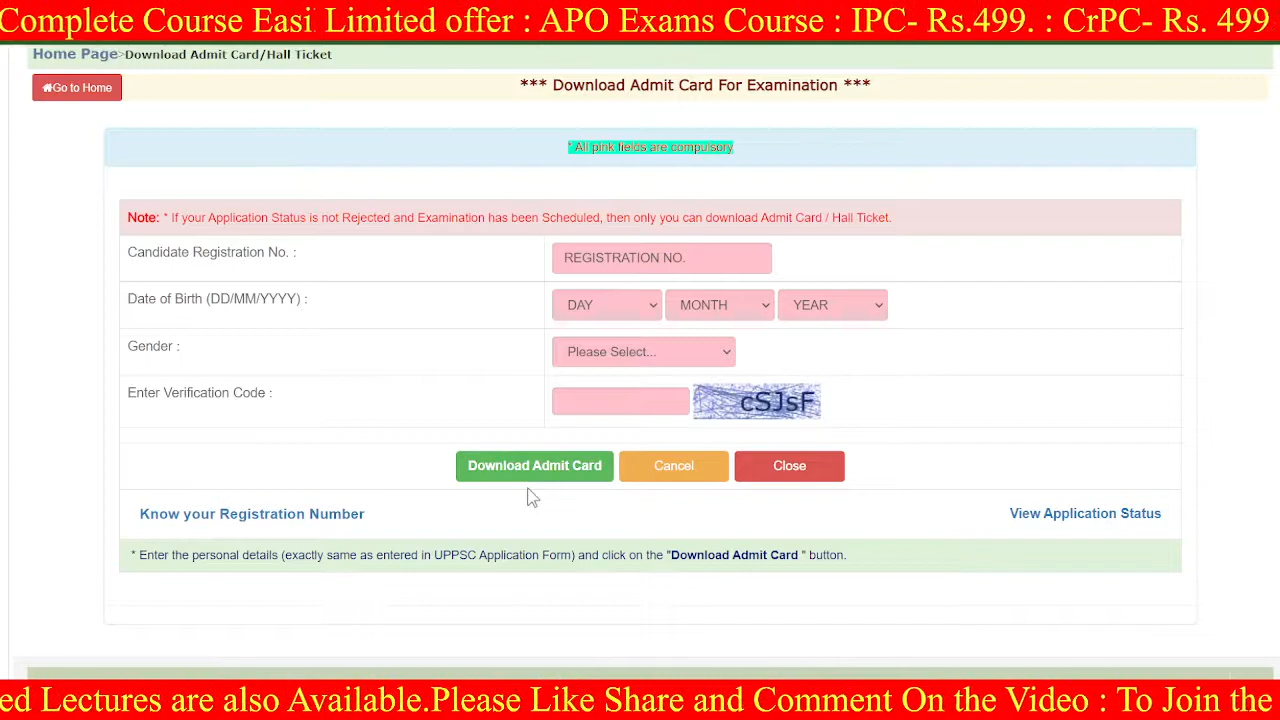 Complete Course Easi Limited offer : APO Exams Course : IPC- Rs.499. : CrPC- Rs. 499
Home Page>Download Admit Card/Hall Ticket
Go to Home
*** Download Admit Card For Examination ***
* All pink fields are compulsory
Note: * If your Application Status is not Rejected and Examination has been Scheduled, then only you can download Admit Card / Hall Ticket.
Candidate Registration No. :
REGISTRATION NO.
Date of Birth (DD/MM/YYYY) :
DAY MONTH YEAR
Gender :
Please Select...
Enter Verification Code :
cSJsF
Download Admit Card Cancel Close
Know your Registration Number View Application Status
* Enter the personal details (exactly same as entered in UPPSC Application Form) and click on the "Download Admit Card " button.
ed Lectures are also Available.Please Like Share and Comment On the Video : To Join the